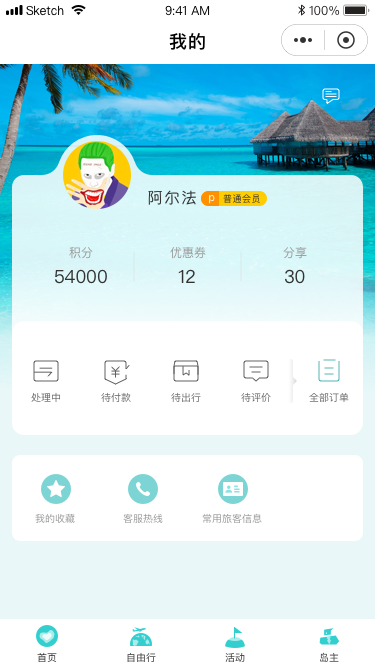 Sketch 9:41 AM 100%
我的
阿尔法 P 普通会员
积分 优惠券 分享
54000 12 30
处理中 待付款 待出行 待评价 全部订单
我的收藏 客服热线 常用旅客信息
首页 自由行 活动 岛主